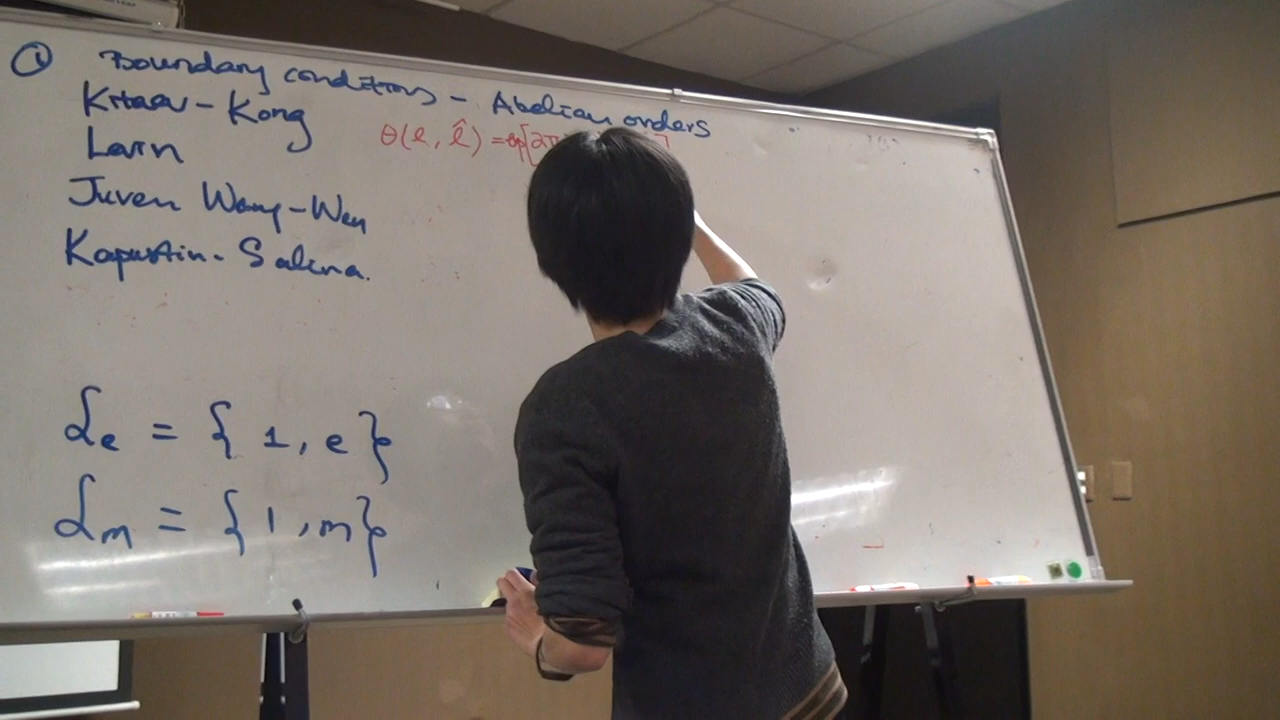 ① Boundary conditions - Abelian orders
Kitaev - Kong
θ(e, ê) = exp[2π
Levin
Juven Wang - Wen
Kapustin - Saulina.
ℒe = { 1, e }
ℒm = { 1, m }